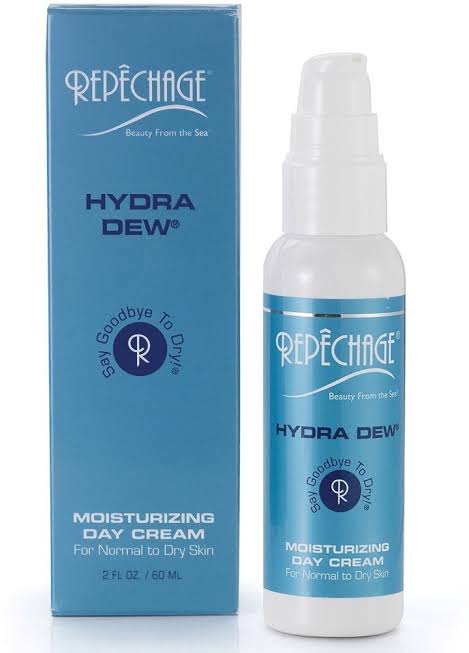 REPÊCHAGE®
Beauty From the Sea™
HYDRA
DEW®
Say Goodbye To Dry!®
R
MOISTURIZING
DAY CREAM
For Normal to Dry Skin
2 FL OZ. / 60 ML
REPÊCHAGE®
Beauty From the Sea™
HYDRA DEW®
Say Goodbye To Dry!®
R
MOISTURIZING
DAY CREAM
For Normal to Dry Skin